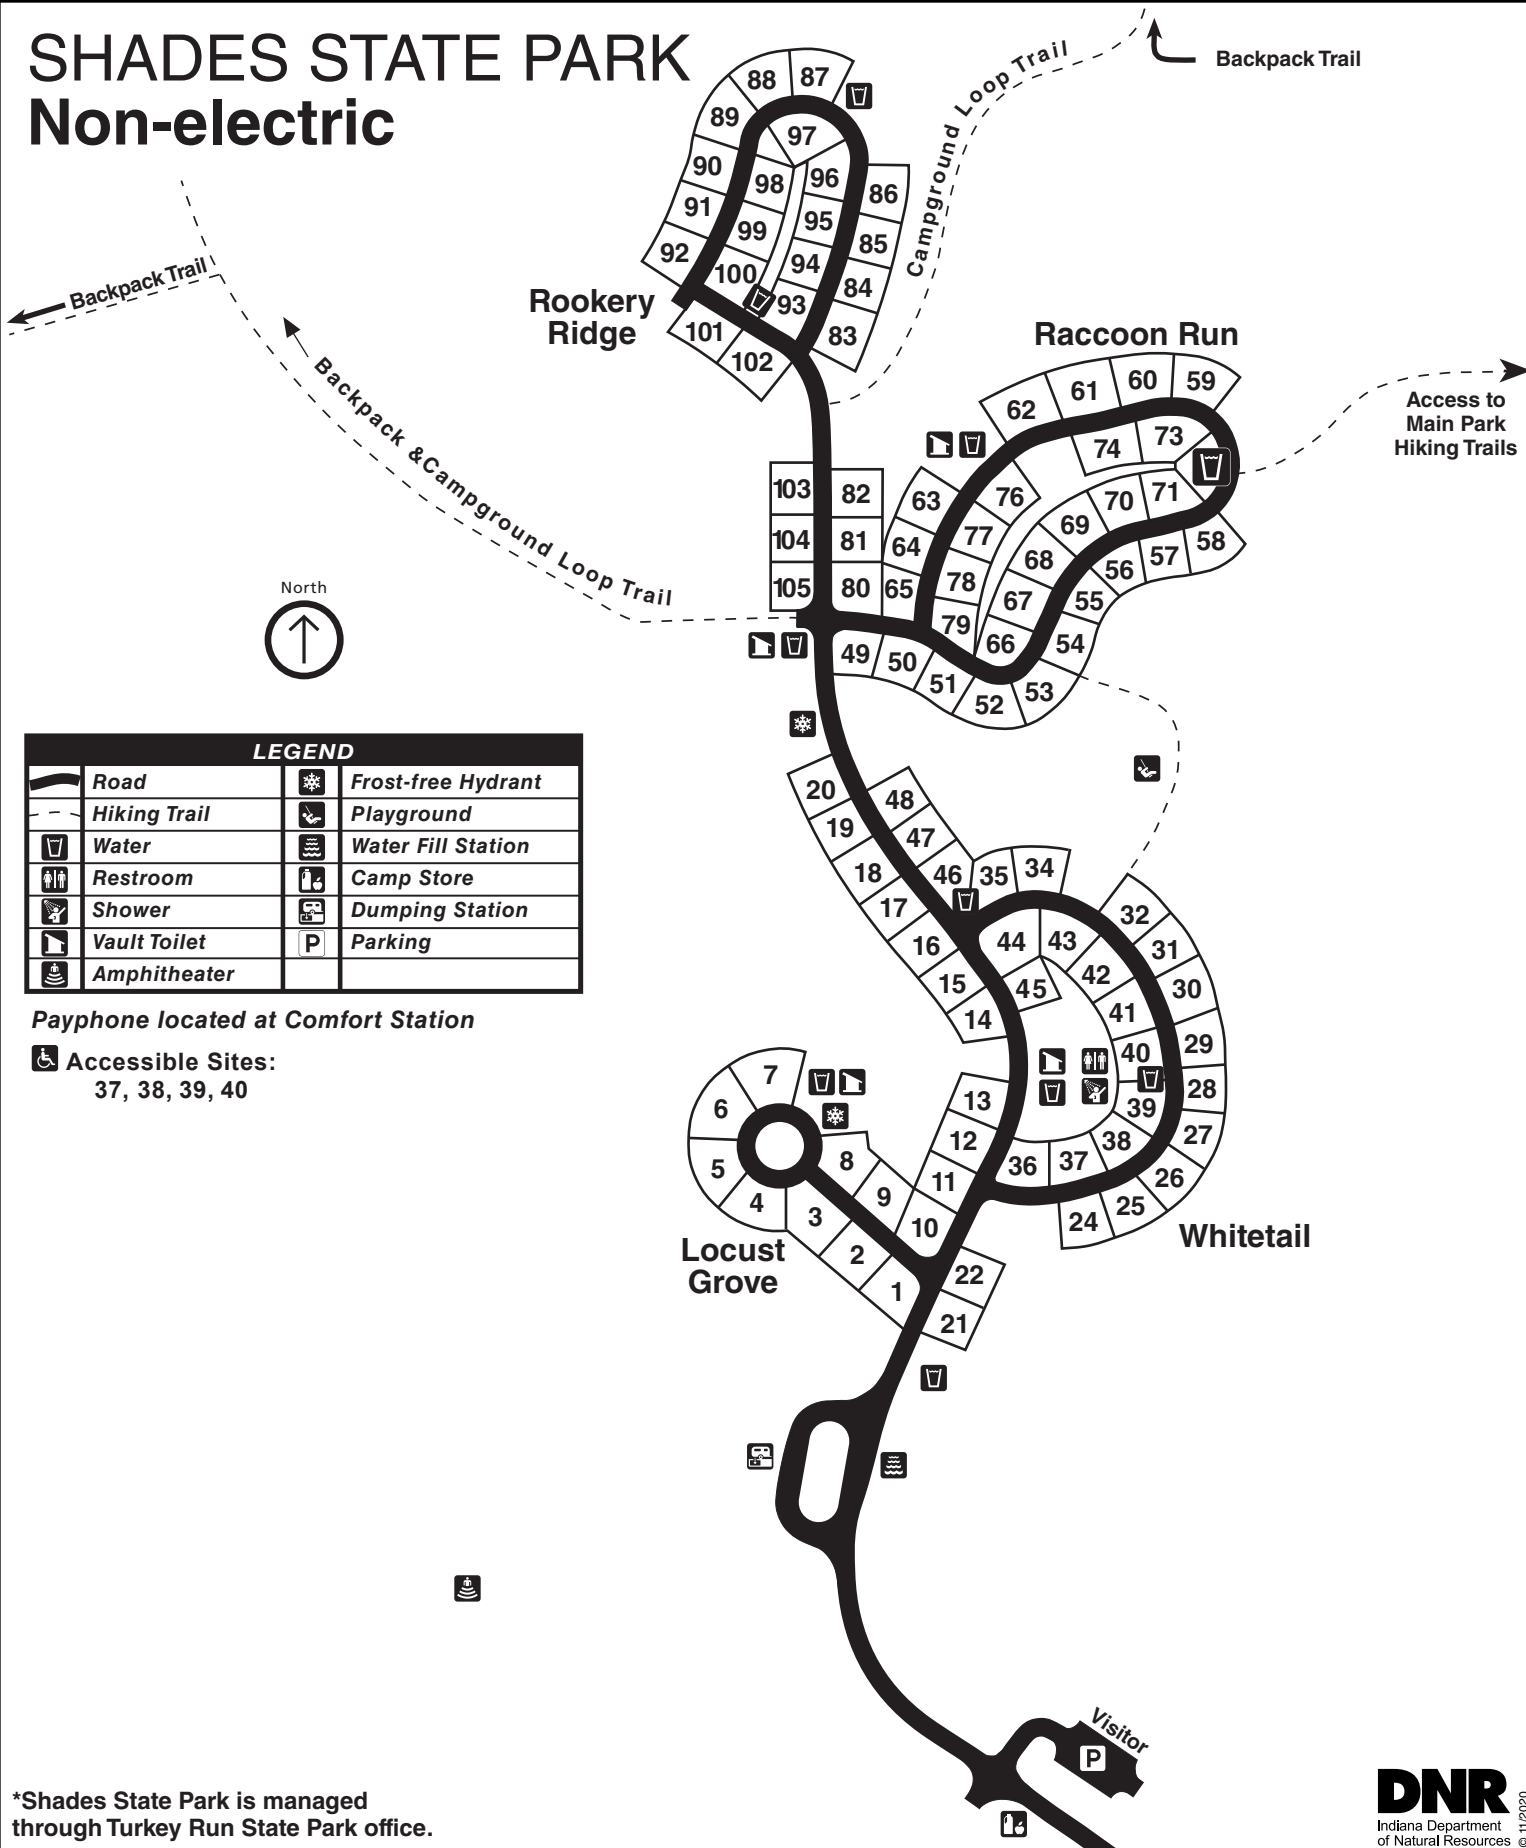 SHADES STATE PARK
Non-electric
Backpack Trail
Campground Loop Trail
88 87
89
97
90
98 96
86
91
99 95
85
92
100 94
84
93
101
83
102
Rookery
Ridge
Backpack Trail
Backpack &Campground Loop Trail
Raccoon Run
59
60
61
62
73
74
Access to
Main Park
Hiking Trails
103 82
63 76
70 71
69
104 81
64 77
68
58
57
56
105 80
65 78
67
55
79
66
54
49
50
51
52
53
North
LEGEND
Road
Frost-free Hydrant
Hiking Trail
Playground
Water
Water Fill Station
Restroom
Camp Store
Shower
Dumping Station
Vault Toilet
P
Parking
Amphitheater
Payphone located at Comfort Station
Accessible Sites:
37, 38, 39, 40
20
48
19
47
18
46 35 34
17
32
16
44 43
31
15
45
42
30
14
41
29
40
7
28
13
39
6
27
12
38
8
36 37
5
11
26
9
4
25
3
10
24
Whitetail
Locust
Grove
2
22
1
21
Visitor
P
*Shades State Park is managed
through Turkey Run State Park office.
DNR
Indiana Department
of Natural Resources
© 11/2020